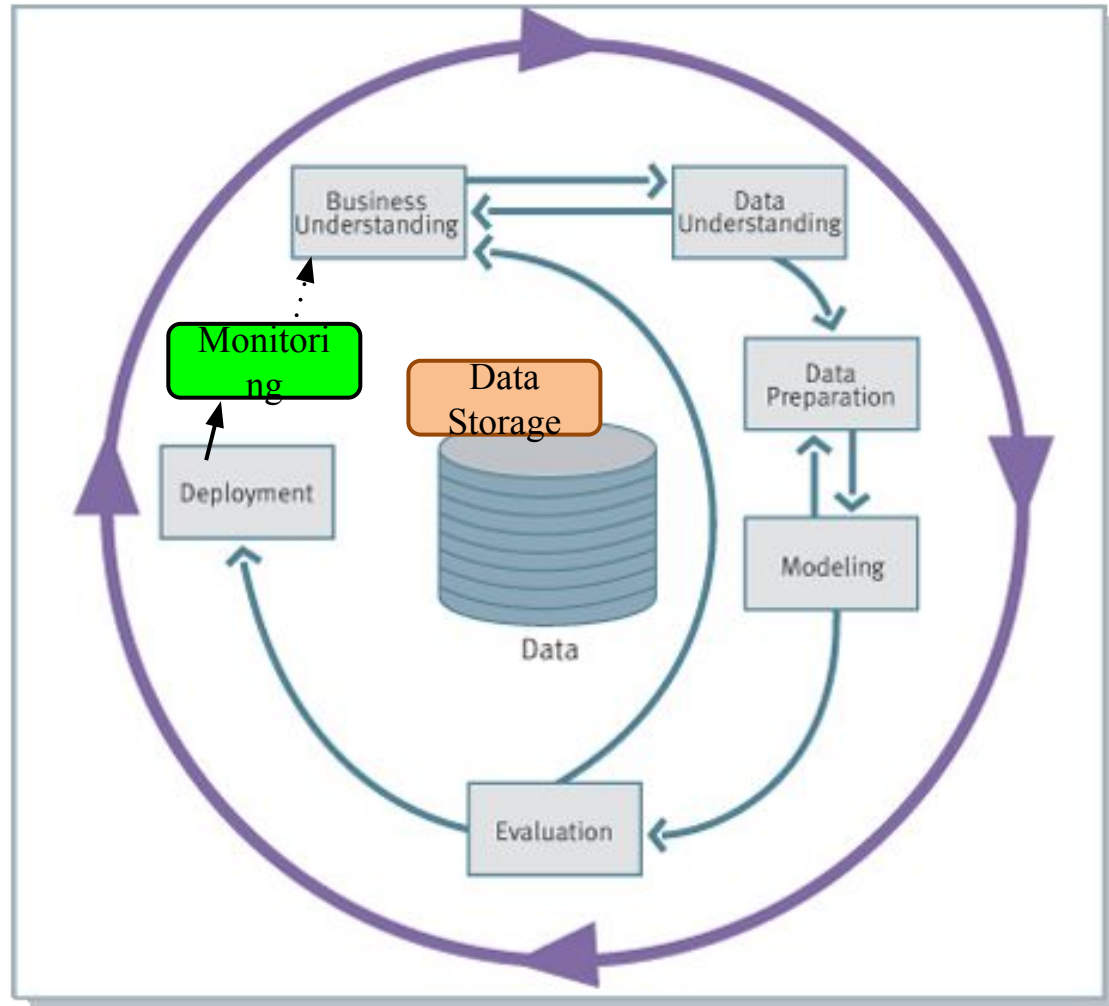 Business
Understanding
Data
Understanding
Monitori
ng
Data
Storage
Data
Preparation
Deployment
Modeling
Data
Evaluation